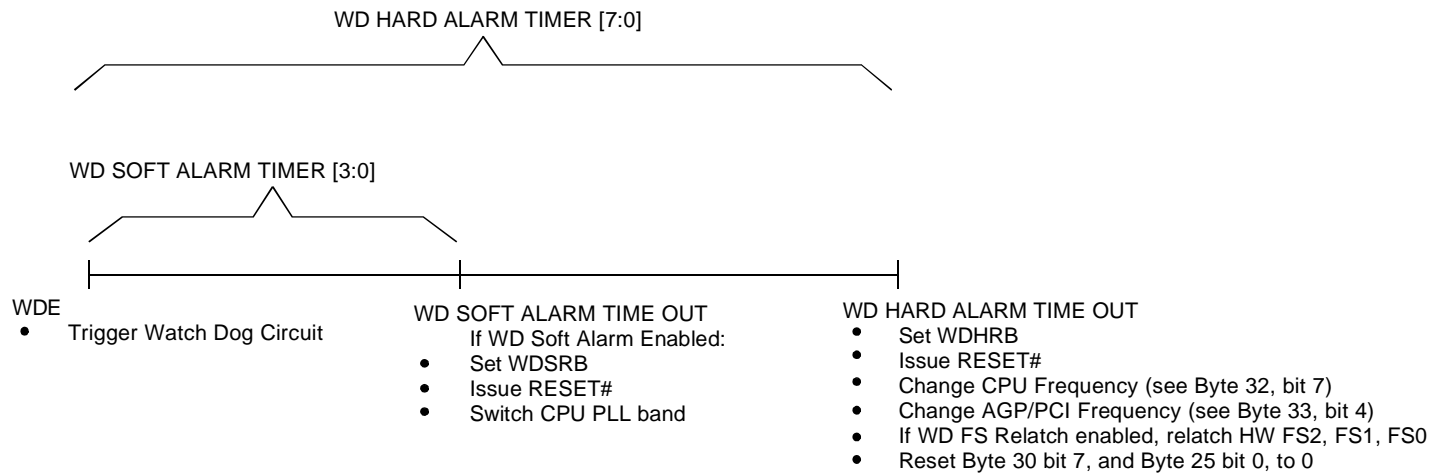 WD HARD ALARM TIMER [7:0]
WD SOFT ALARM TIMER [3:0]
WDE
• Trigger Watch Dog Circuit
WD SOFT ALARM TIME OUT
If WD Soft Alarm Enabled:
• Set WDSRB
• Issue RESET#
• Switch CPU PLL band
WD HARD ALARM TIME OUT
• Set WDHRB
• Issue RESET#
• Change CPU Frequency (see Byte 32, bit 7)
• Change AGP/PCI Frequency (see Byte 33, bit 4)
• If WD FS Relatch enabled, relatch HW FS2, FS1, FS0
• Reset Byte 30 bit 7, and Byte 25 bit 0, to 0